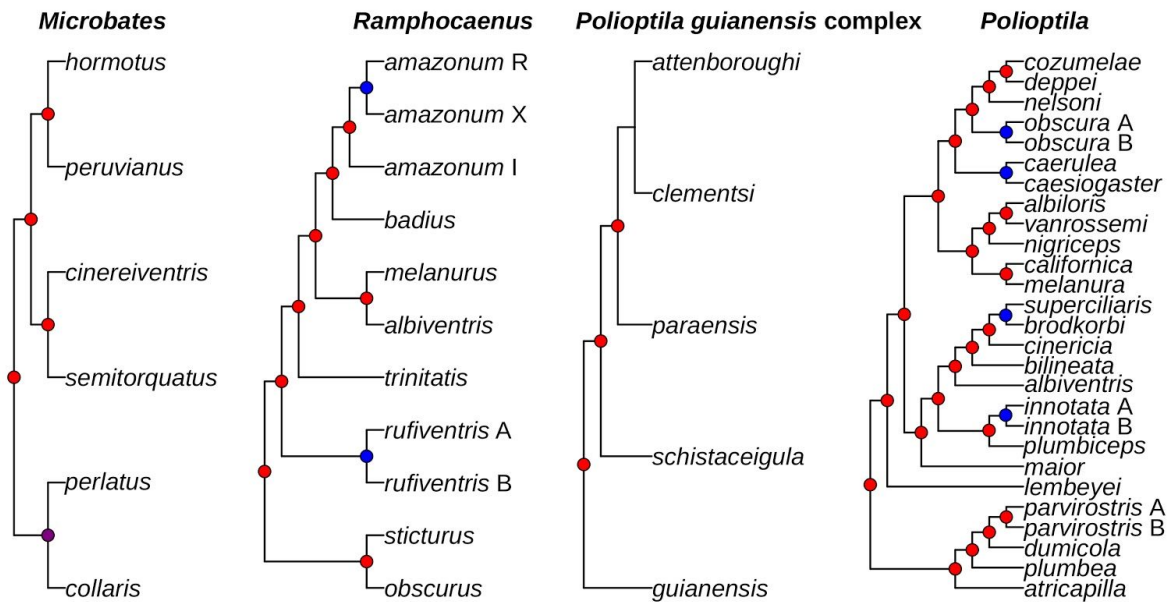 Microbates
hormotus
peruvianus
cinereiventris
semitorquatus
perlatus
collaris
Ramphocaenus
amazonum R
amazonum X
amazonum I
badius
melanurus
albiventris
trinitatis
rufiventris A
rufiventris B
sticturus
obscurus
Polioptila guianensis complex
attenboroughi
clementsi
paraensis
schistaceigula
guianensis
Polioptila
cozumelae
deppei
nelsoni
obscura A
obscura B
caerulea
caesiogaster
albiloris
vanrossemi
nigriceps
californica
melanura
superciliaris
brodkorbi
cinericia
bilineata
albiventris
innotata A
innotata B
plumbiceps
maior
lembeyei
parvirostris A
parvirostris B
dumicola
plumbea
atricapilla